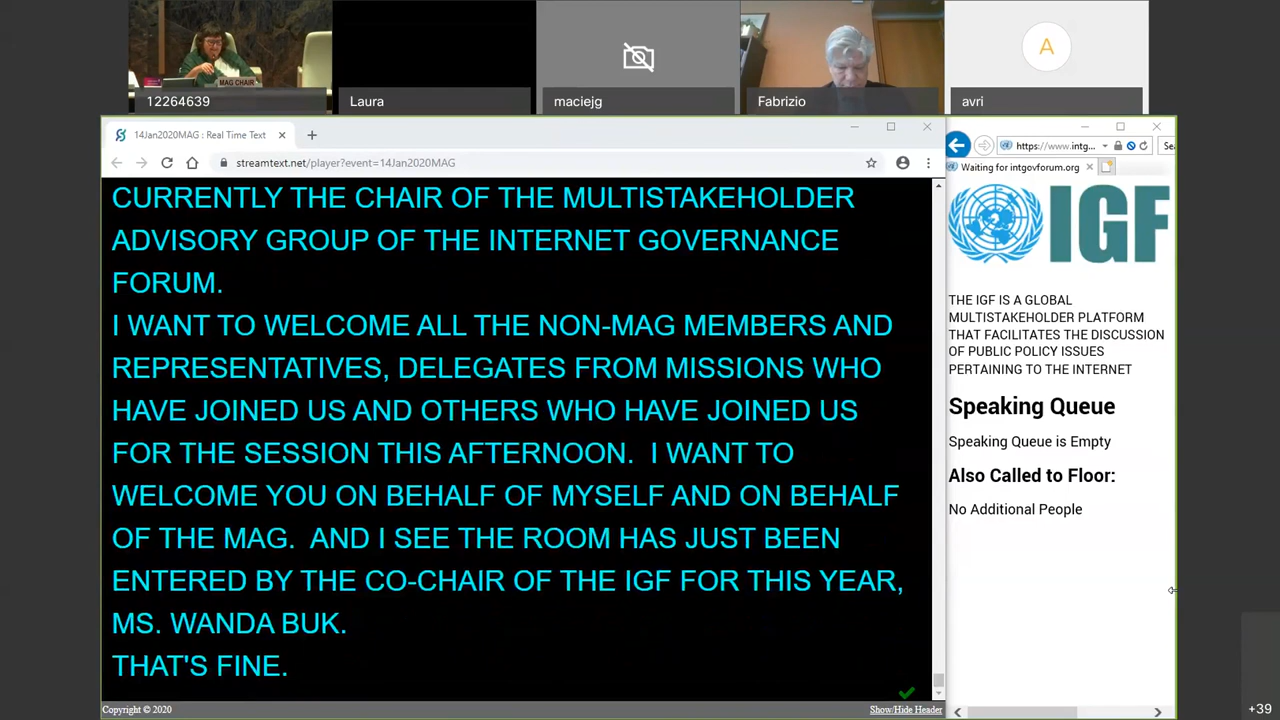 MAG CHAIR
12264639
Laura
maciejg
Fabrizio
A
avri
14Jan2020MAG : Real Time Text
streamtext.net/player?event=14Jan2020MAG
CURRENTLY THE CHAIR OF THE MULTISTAKEHOLDER
ADVISORY GROUP OF THE INTERNET GOVERNANCE
FORUM.
I WANT TO WELCOME ALL THE NON-MAG MEMBERS AND
REPRESENTATIVES, DELEGATES FROM MISSIONS WHO
HAVE JOINED US AND OTHERS WHO HAVE JOINED US
FOR THE SESSION THIS AFTERNOON. I WANT TO
WELCOME YOU ON BEHALF OF MYSELF AND ON BEHALF
OF THE MAG. AND I SEE THE ROOM HAS JUST BEEN
ENTERED BY THE CO-CHAIR OF THE IGF FOR THIS YEAR,
MS. WANDA BUK.
THAT'S FINE.
Copyright © 2020
Show/Hide Header
https://www.intg...
Sea
Waiting for intgovforum.org
IGF
THE IGF IS A GLOBAL
MULTISTAKEHOLDER PLATFORM
THAT FACILITATES THE DISCUSSION
OF PUBLIC POLICY ISSUES
PERTAINING TO THE INTERNET
Speaking Queue
Speaking Queue is Empty
Also Called to Floor:
No Additional People
+39